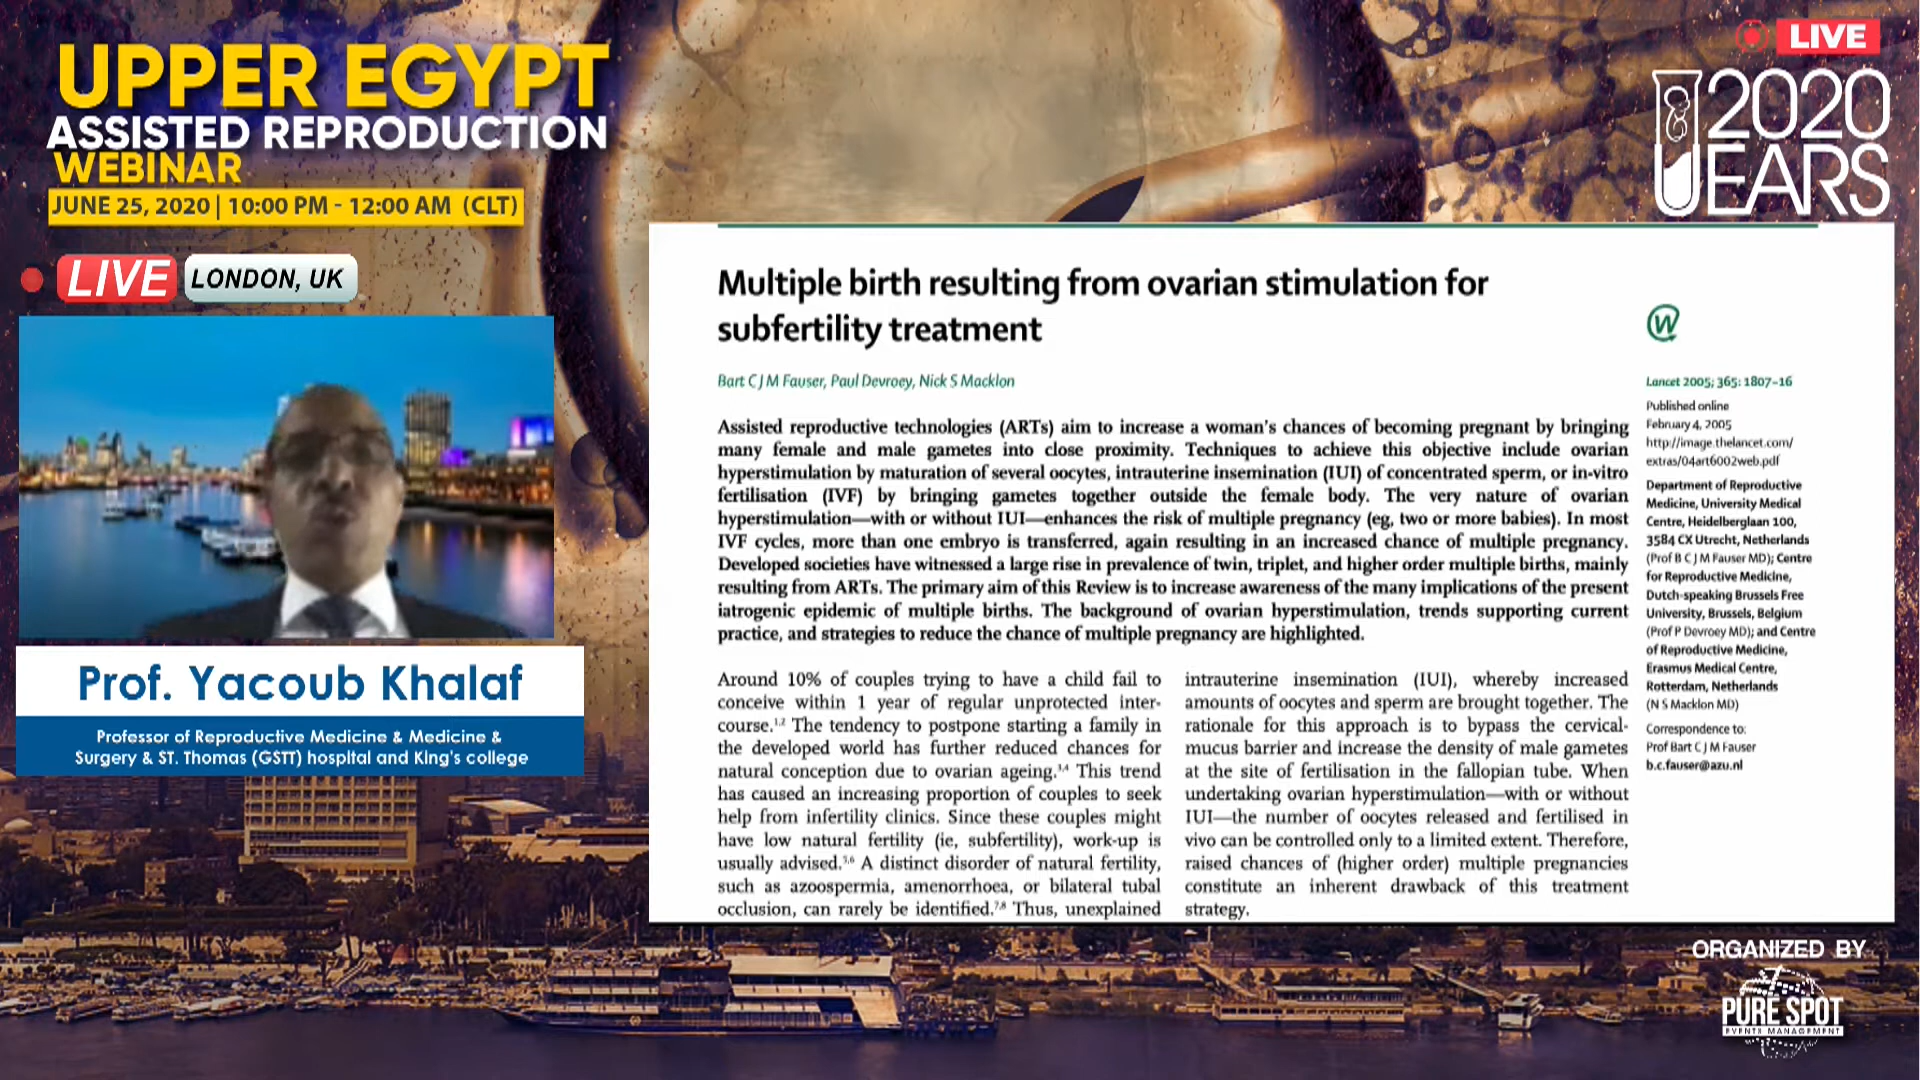 UPPER EGYPT
ASSISTED REPRODUCTION
WEBINAR
JUNE 25, 2020 | 10:00 PM - 12:00 AM (CLT)
LIVE
LONDON, UK
LIVE
2020
UEARS
Prof. Yacoub Khalaf
Professor of Reproductive Medicine & Medicine &
Surgery & ST. Thomas (GSTT) hospital and King's college
Multiple birth resulting from ovarian stimulation for
subfertility treatment
Bart C J M Fauser, Paul Devroey, Nick S Macklon
Assisted reproductive technologies (ARTs) aim to increase a woman's chances of becoming pregnant by bringing
many female and male gametes into close proximity. Techniques to achieve this objective include ovarian
hyperstimulation by maturation of several oocytes, intrauterine insemination (IUI) of concentrated sperm, or in-vitro
fertilisation (IVF) by bringing gametes together outside the female body. The very nature of ovarian
hyperstimulation—with or without IUI—enhances the risk of multiple pregnancy (eg, two or more babies). In most
IVF cycles, more than one embryo is transferred, again resulting in an increased chance of multiple pregnancy.
Developed societies have witnessed a large rise in prevalence of twin, triplet, and higher order multiple births, mainly
resulting from ARTs. The primary aim of this Review is to increase awareness of the many implications of the present
iatrogenic epidemic of multiple births. The background of ovarian hyperstimulation, trends supporting current
practice, and strategies to reduce the chance of multiple pregnancy are highlighted.
Around 10% of couples trying to have a child fail to
conceive within 1 year of regular unprotected inter-
course.1,2 The tendency to postpone starting a family in
the developed world has further reduced chances for
natural conception due to ovarian ageing.3,4 This trend
has caused an increasing proportion of couples to seek
help from infertility clinics. Since these couples might
have low natural fertility (ie, subfertility), work-up is
usually advised.5,6 A distinct disorder of natural fertility,
such as azoospermia, amenorrhoea, or bilateral tubal
occlusion, can rarely be identified.7,8 Thus, unexplained
intrauterine insemination (IUI), whereby increased
amounts of oocytes and sperm are brought together. The
rationale for this approach is to bypass the cervical-
mucus barrier and increase the density of male gametes
at the site of fertilisation in the fallopian tube. When
undertaking ovarian hyperstimulation—with or without
IUI—the number of oocytes released and fertilised in
vivo can be controlled only to a limited extent. Therefore,
raised chances of (higher order) multiple pregnancies
constitute an inherent drawback of this treatment
strategy.
W
Lancet 2005; 365: 1807–16
Published online
February 4, 2005
http://image.thelancet.com/
extras/04art6002web.pdf
Department of Reproductive
Medicine, University Medical
Centre, Heidelberglaan 100,
3584 CX Utrecht, Netherlands
(Prof B C J M Fauser MD); Centre
for Reproductive Medicine,
Dutch-speaking Brussels Free
University, Brussels, Belgium
(Prof P Devroey MD); and Centre
of Reproductive Medicine,
Erasmus Medical Centre,
Rotterdam, Netherlands
(N S Macklon MD)
Correspondence to:
Prof Bart C J M Fauser
b.c.fauser@azu.nl
ORGANIZED BY
PURE SPOT
EVENTS MANAGEMENT